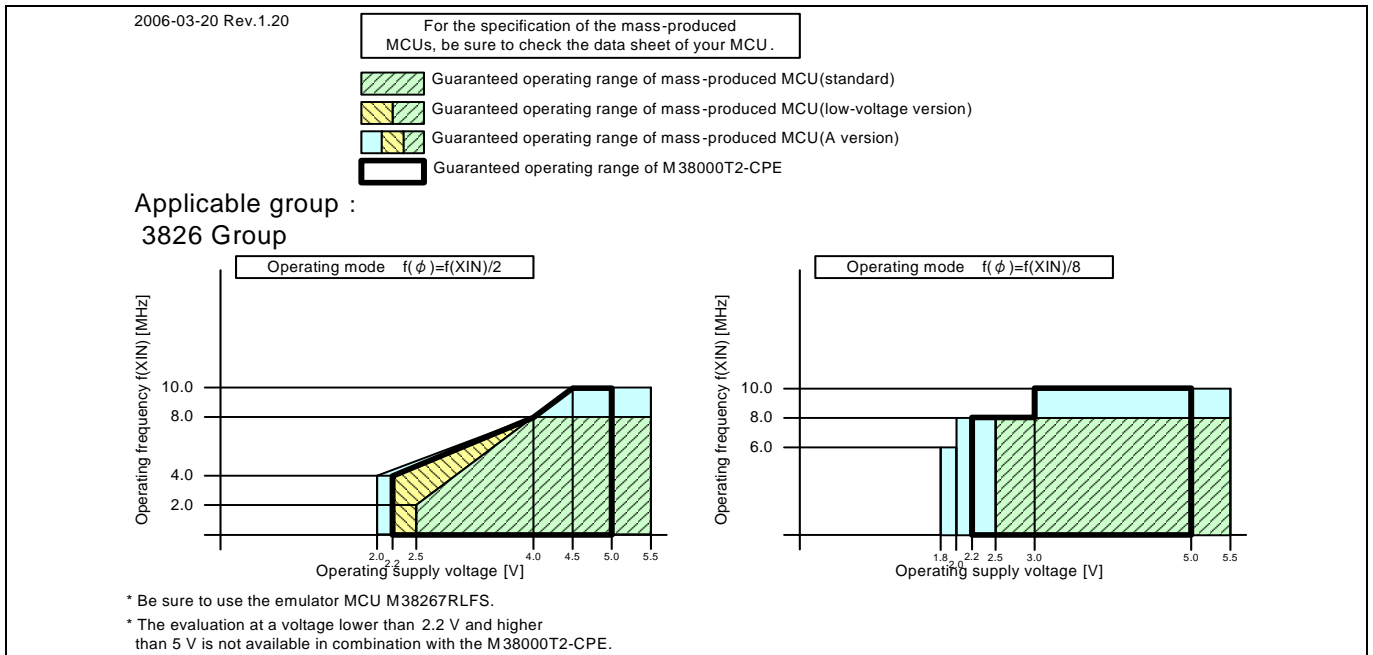 2006-03-20 Rev.1.20
For the specification of the mass-produced
MCUs, be sure to check the data sheet of your MCU.
Guaranteed operating range of mass-produced MCU(standard)
Guaranteed operating range of mass-produced MCU(low-voltage version)
Guaranteed operating range of mass-produced MCU(A version)
Guaranteed operating range of M38000T2-CPE
Applicable group :
3826 Group
Operating mode f(ϕ)=f(XIN)/2
Operating frequency f(XIN) [MHz]
10.0
8.0
4.0
2.0
2.0 2.2 2.5 4.0 4.5 5.0 5.5
Operating supply voltage [V]
Operating mode f(ϕ)=f(XIN)/8
Operating frequency f(XIN) [MHz]
10.0
8.0
6.0
1.8 2.0 2.2 2.5 3.0 5.0 5.5
Operating supply voltage [V]
* Be sure to use the emulator MCU M38267RLFS.
* The evaluation at a voltage lower than 2.2 V and higher
than 5 V is not available in combination with the M38000T2-CPE.